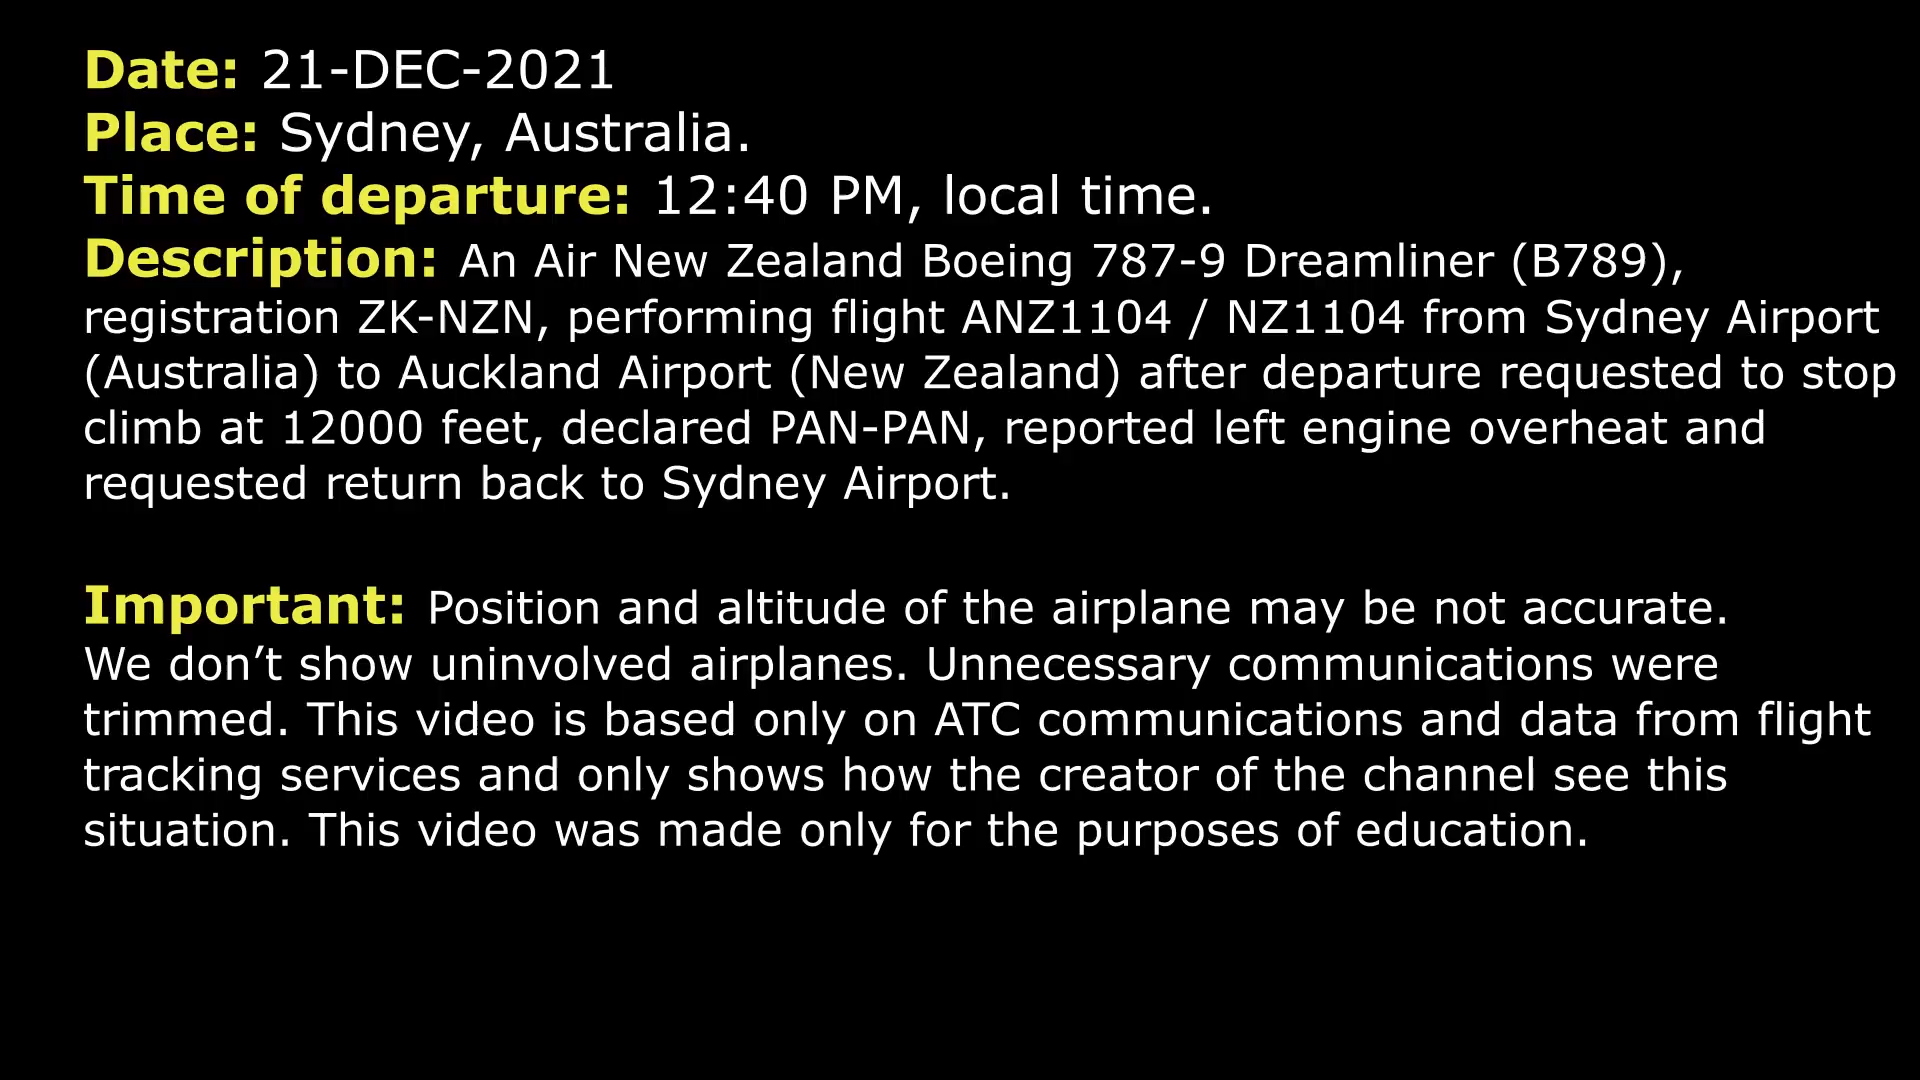 Date: 21-DEC-2021
Place: Sydney, Australia.
Time of departure: 12:40 PM, local time.
Description: An Air New Zealand Boeing 787-9 Dreamliner (B789),
registration ZK-NZN, performing flight ANZ1104 / NZ1104 from Sydney Airport
(Australia) to Auckland Airport (New Zealand) after departure requested to stop
climb at 12000 feet, declared PAN-PAN, reported left engine overheat and
requested return back to Sydney Airport.
Important: Position and altitude of the airplane may be not accurate.
We don’t show uninvolved airplanes. Unnecessary communications were
trimmed. This video is based only on ATC communications and data from flight
tracking services and only shows how the creator of the channel see this
situation. This video was made only for the purposes of education.